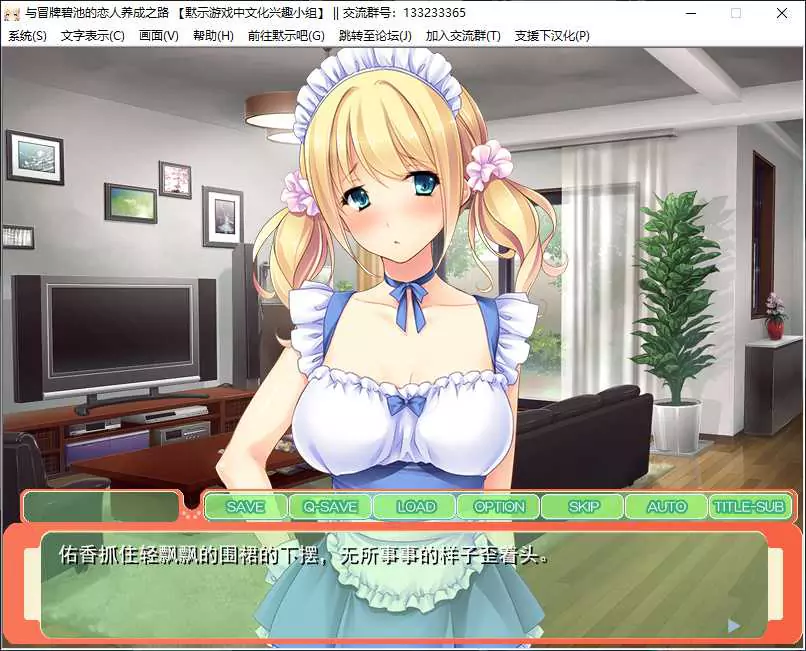 与冒牌碧池的恋人养成之路 【默示游戏中文化兴趣小组】 || 交流群号：133233365
系统(S) 文字表示(C) 画面(V) 帮助(H) 前往默示吧(G) 跳转至论坛(J) 加入交流群(T) 支援下汉化(P)
SAVE Q-SAVE LOAD OPTION SKIP AUTO TITLE-SUB
佑香抓住轻飘飘的围裙的下摆，无所事事的样子歪着头。